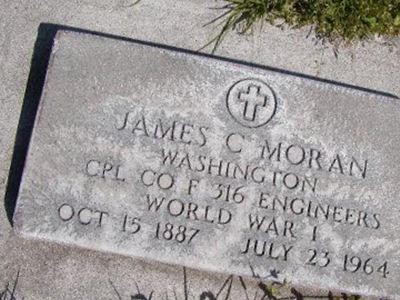 JAMES C MORAN
WASHINGTON
CPL CO F 316 ENGINEERS
WORLD WAR I
OCT 15 1887 JULY 23 1964